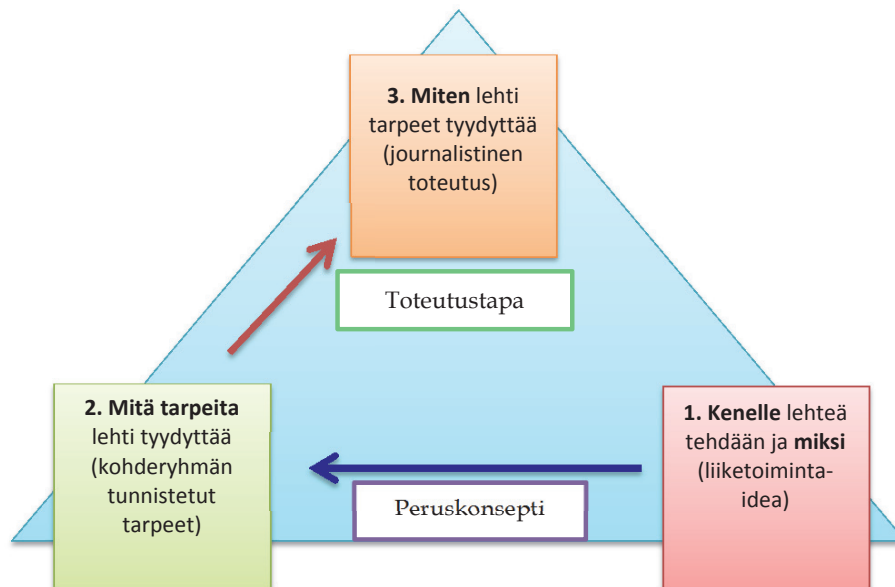 3. Miten lehti
tarpeet tyydyttää
(journalistinen
toteutus)
Toteutustapa
2. Mitä tarpeita
lehti tyydyttää
(kohderyhmän
tunnistetut
tarpeet)
1. Kenelle lehteä
tehdään ja miksi
(liiketoiminta-
idea)
Peruskonsepti